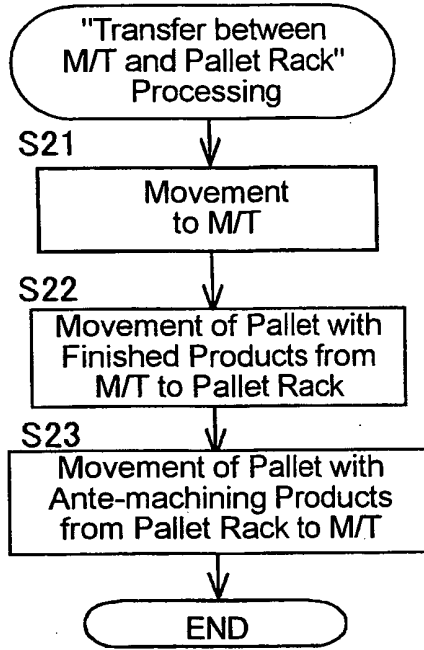 "Transfer between
M/T and Pallet Rack"
Processing
S21
Movement
to M/T
S22
Movement of Pallet with
Finished Products from
M/T to Pallet Rack
S23
Movement of Pallet with
Ante-machining Products
from Pallet Rack to M/T
END